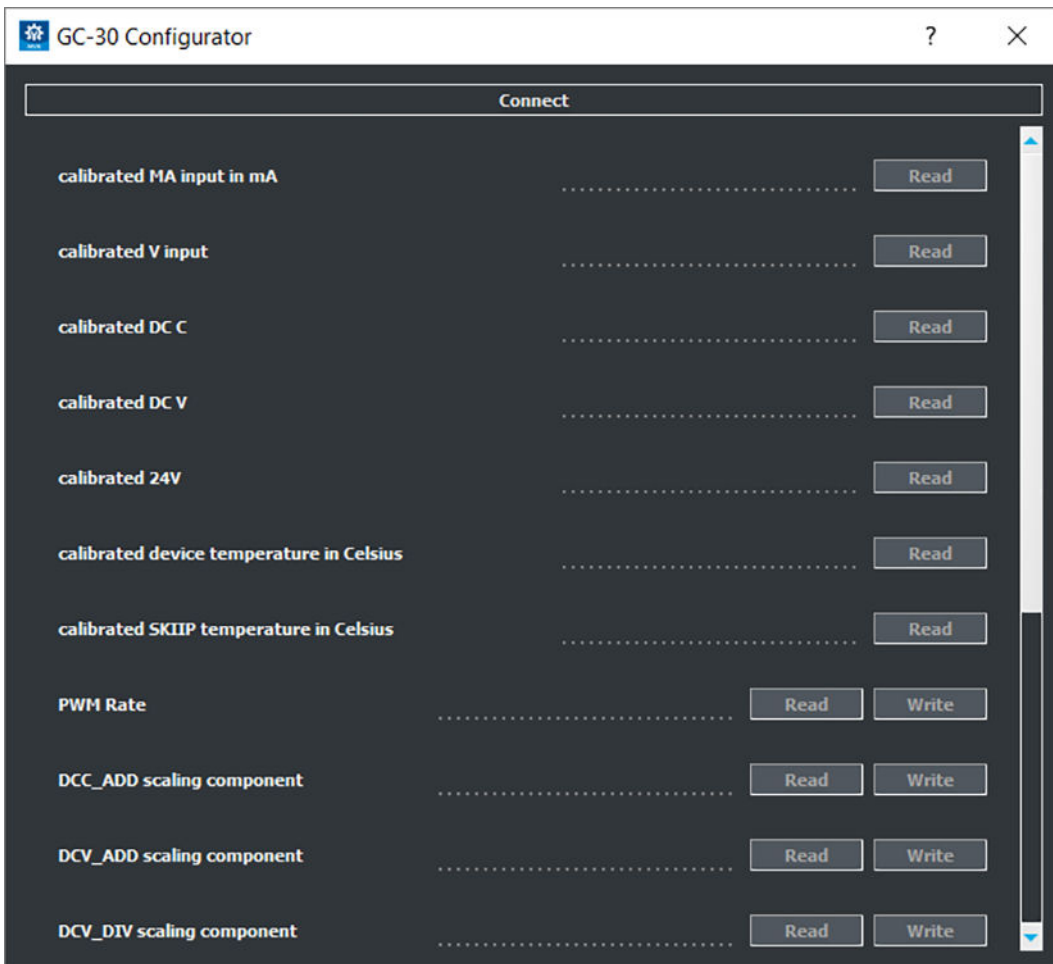 GC-30 Configurator ?
Connect
calibrated MA input in mA Read
calibrated V input Read
calibrated DC C Read
calibrated DC V Read
calibrated 24V Read
calibrated device temperature in Celsius Read
calibrated SKIIP temperature in Celsius Read
PWM Rate Read Write
DCC_ADD scaling component Read Write
DCV_ADD scaling component Read Write
DCV_DIV scaling component Read Write